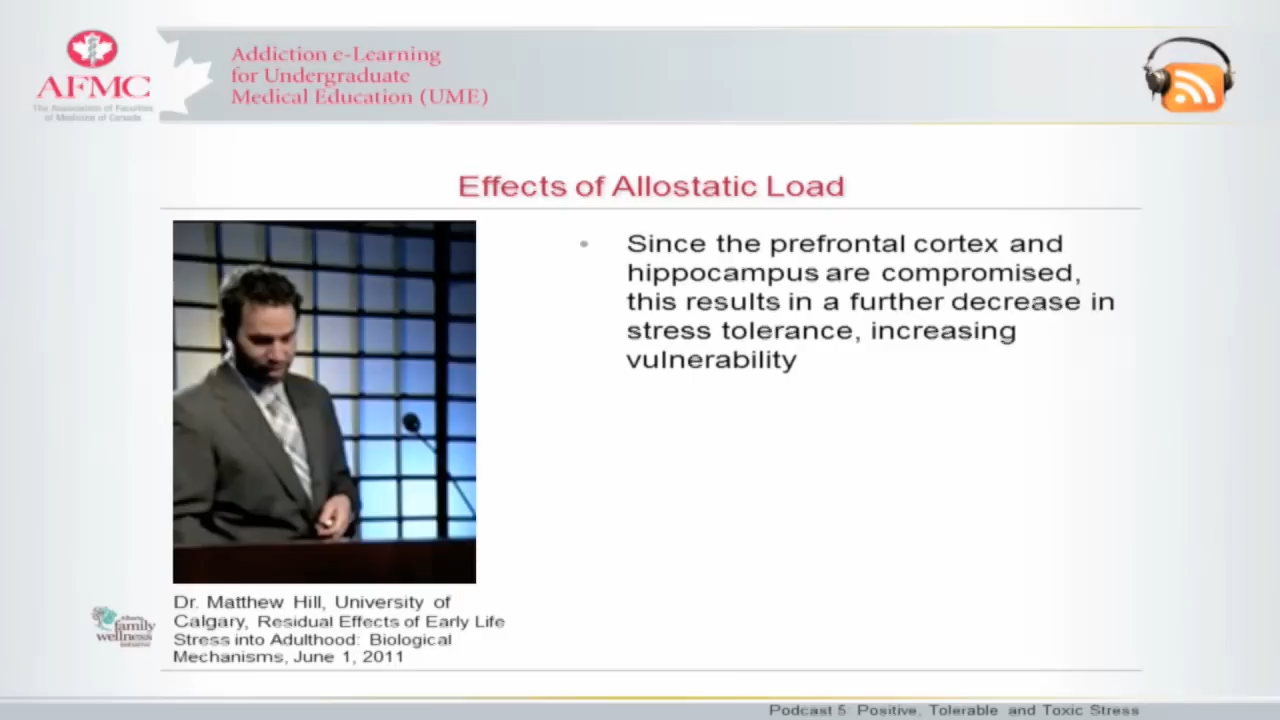 AFMC
The Association of Faculties
of Medicine of Canada
Addiction e-Learning
for Undergraduate
Medical Education (UME)
Effects of Allostatic Load
• Since the prefrontal cortex and
hippocampus are compromised,
this results in a further decrease in
stress tolerance, increasing
vulnerability
Alberta
family
wellness
initiative
Dr. Matthew Hill, University of
Calgary, Residual Effects of Early Life
Stress into Adulthood: Biological
Mechanisms, June 1, 2011
Podcast 5 Positive, Tolerable and Toxic Stress